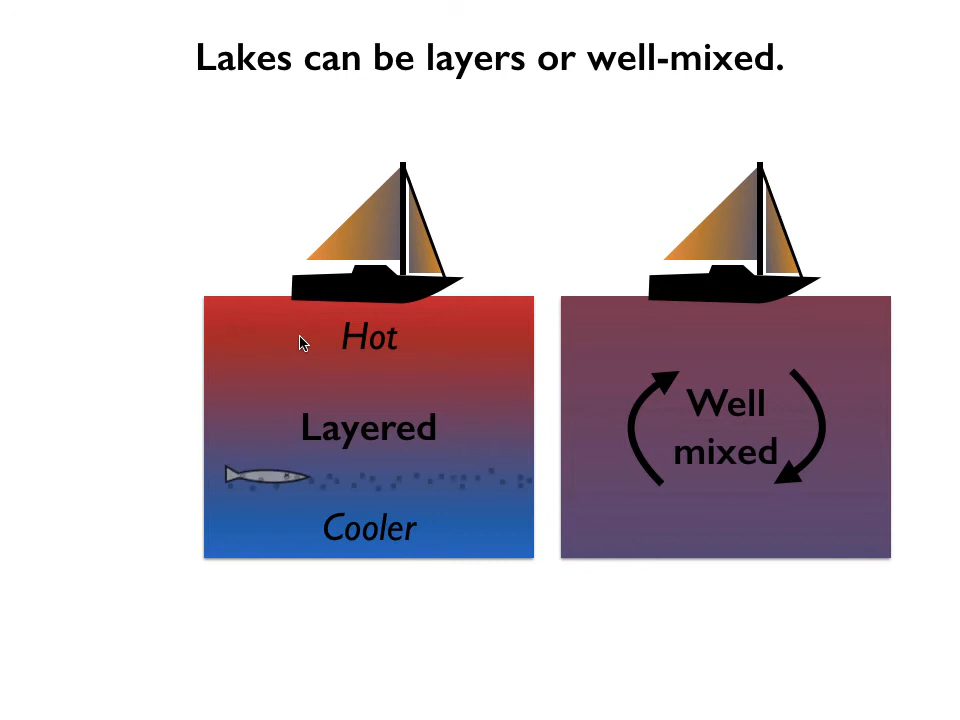 Lakes can be layers or well-mixed.
Hot
Layered
Cooler
Well
mixed